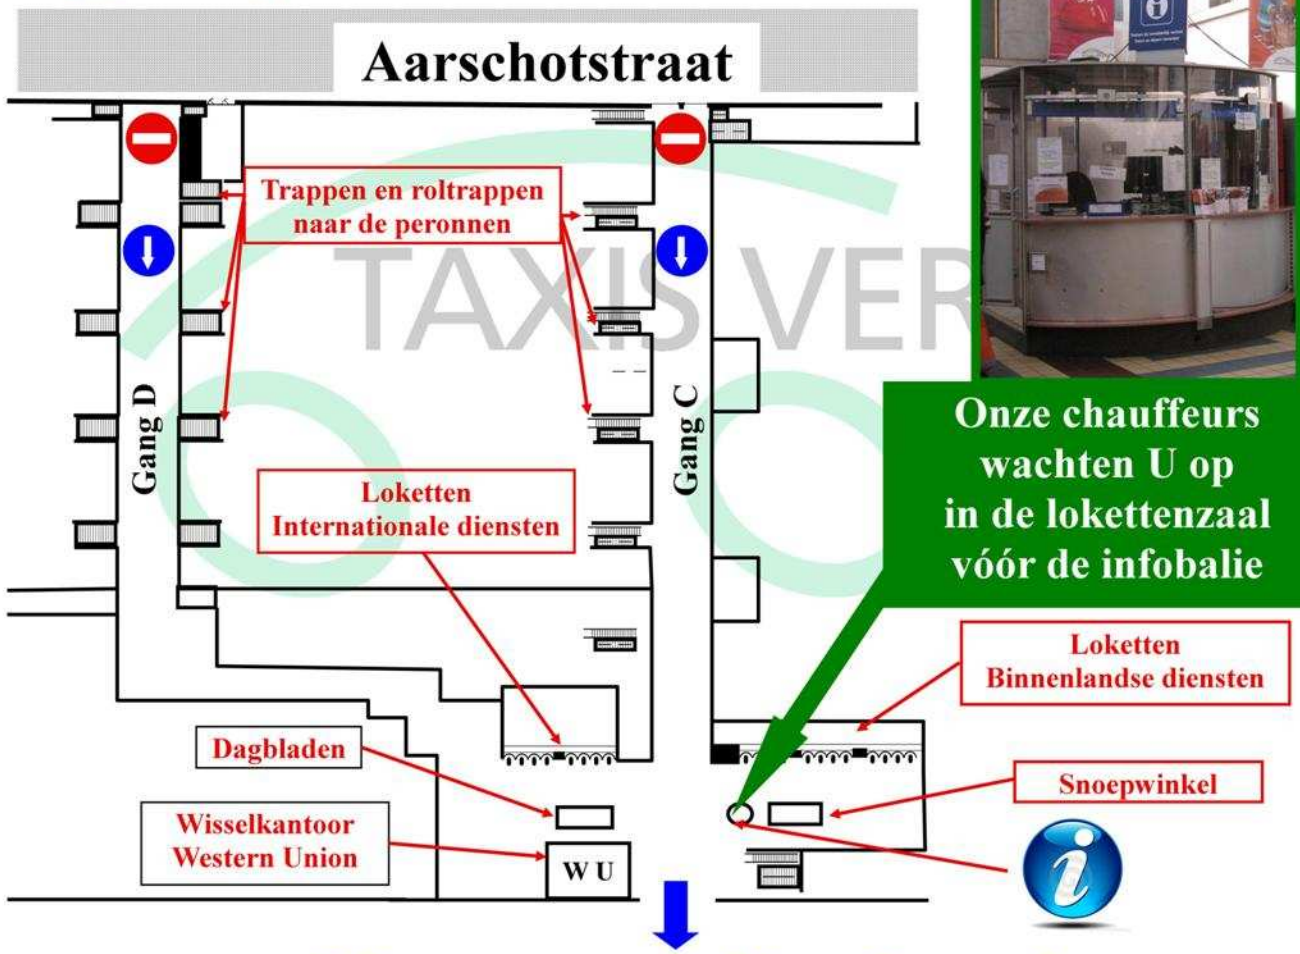 Aarschotstraat
Trappen en roltrappen
naar de peronnen
TAXIS VER
Gang D
Gang C
Onze chauffeurs
wachten U op
in de lokettenzaal
vóór de infobalie
Loketten
Internationale diensten
Loketten
Binnenlandse diensten
Dagbladen
Snoepwinkel
Wisselkantoor
Western Union
W U
i
i